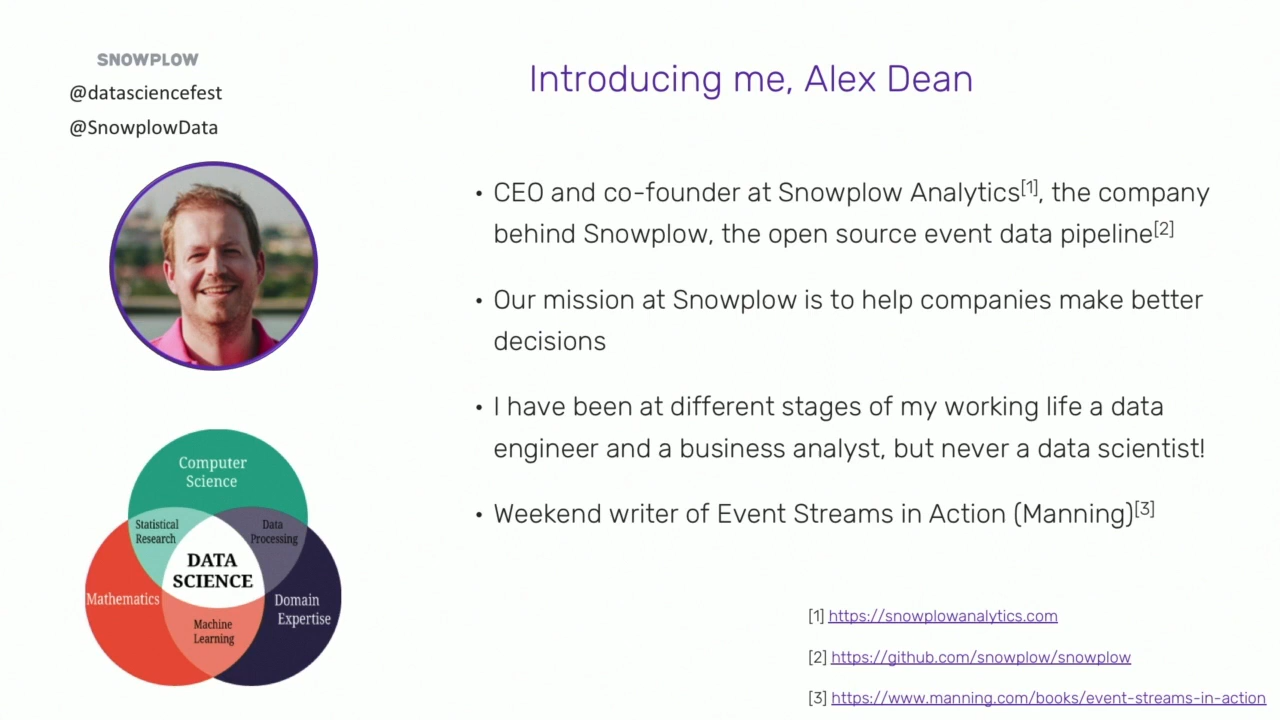 SNOWPLOW
@datasciencefest
@SnowplowData
Introducing me, Alex Dean
• CEO and co-founder at Snowplow Analytics[1], the company
behind Snowplow, the open source event data pipeline[2]
• Our mission at Snowplow is to help companies make better
decisions
• I have been at different stages of my working life a data
engineer and a business analyst, but never a data scientist!
• Weekend writer of Event Streams in Action (Manning)[3]
Computer
Science
Statistical
Research
Data
Processing
DATA
SCIENCE
Mathematics
Domain
Expertise
Machine
Learning
[1] https://snowplowanalytics.com
[2] https://github.com/snowplow/snowplow
[3] https://www.manning.com/books/event-streams-in-action